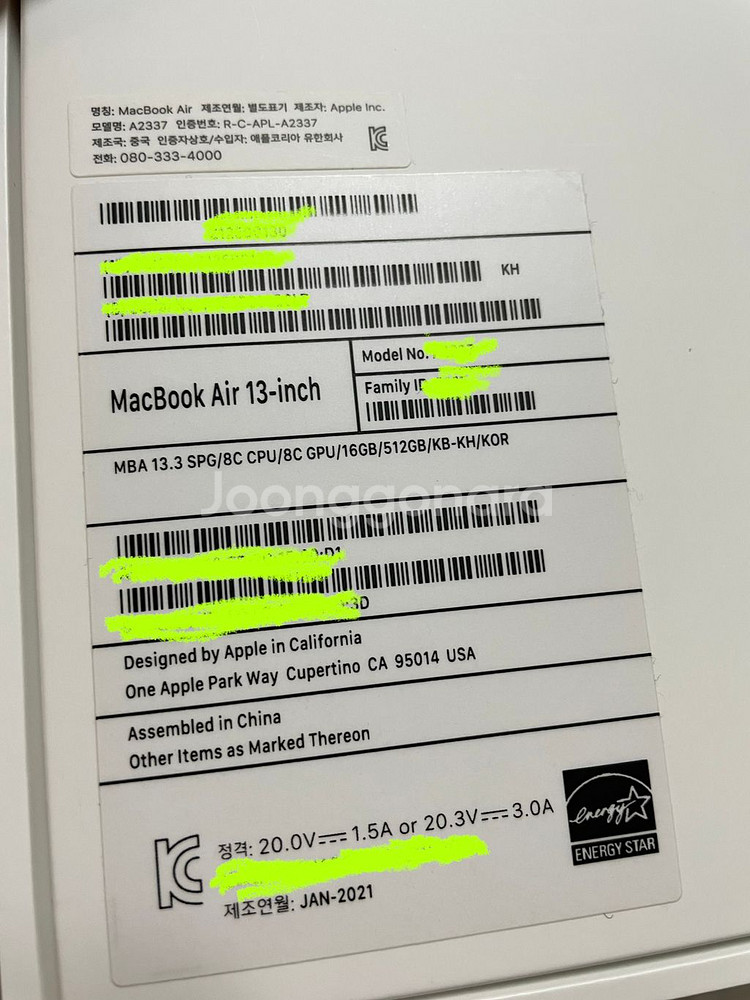 명칭: MacBook Air 제조연월: 별도표기 제조자: Apple Inc.
모델명: A2337 인증번호: R-C-APL-A2337
제조국: 중국 인증자상호/수입자: 애플코리아 유한회사
전화: 080-333-4000
KH
Model No.
MacBook Air 13-inch
Family ID
MBA 13.3 SPG/8C CPU/8C GPU/16GB/512GB/KB-KH/KOR
Joonggonara
Designed by Apple in California
One Apple Park Way Cupertino CA 95014 USA
Assembled in China
Other Items as Marked Thereon
정격: 20.0V⎓1.5A or 20.3V⎓3.0A
제조연월: JAN-2021
energy
ENERGY STAR